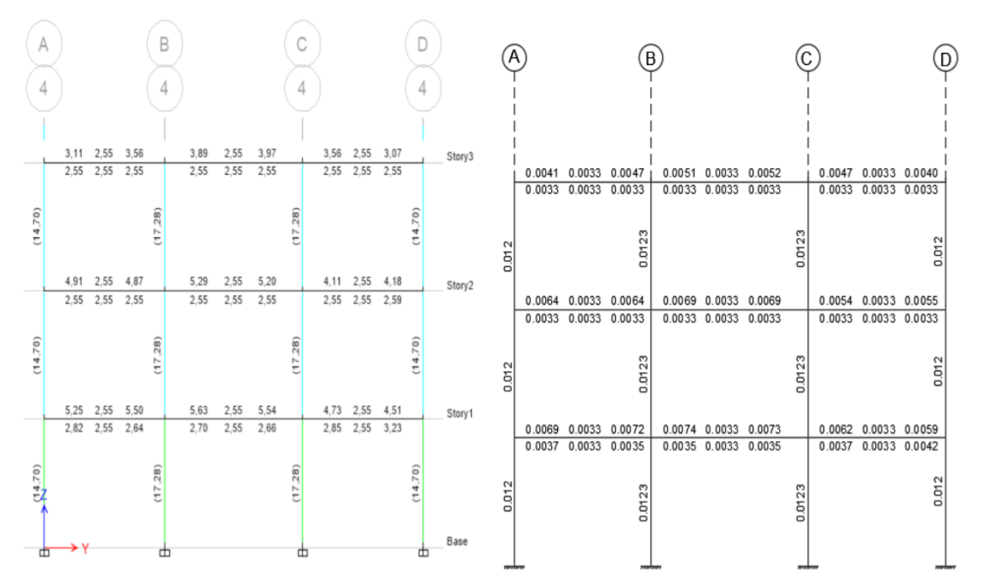 A B C D
4 4 4 4
3,11 2,55 3,56 3,89 2,55 3,97 3,56 2,55 3,07 Story3
2,55 2,55 2,55 2,55 2,55 2,55 2,55 2,55 2,55
(14,70) (17,28) (17,28) (14,70)
4,91 2,55 4,87 5,29 2,55 5,20 4,11 2,55 4,18 Story2
2,55 2,55 2,55 2,55 2,55 2,55 2,55 2,55 2,59
(14,70) (17,28) (17,28) (14,70)
5,25 2,55 5,50 5,63 2,55 5,54 4,73 2,55 4,51 Story1
2,82 2,55 2,64 2,70 2,55 2,66 2,85 2,55 3,23
(14,70) (17,28) (17,28) (14,70)
Z
Y
Base
A B C D
0.0041 0.0033 0.0047 0.0051 0.0033 0.0052 0.0047 0.0033 0.0040
0.0033 0.0033 0.0033 0.0033 0.0033 0.0033 0.0033 0.0033 0.0033
0.012 0.0123 0.0123 0.012
0.0064 0.0033 0.0064 0.0069 0.0033 0.0069 0.0054 0.0033 0.0055
0.0033 0.0033 0.0033 0.0033 0.0033 0.0033 0.0033 0.0033 0.0033
0.012 0.0123 0.0123 0.012
0.0069 0.0033 0.0072 0.0074 0.0033 0.0073 0.0062 0.0033 0.0059
0.0037 0.0033 0.0035 0.0035 0.0033 0.0035 0.0037 0.0033 0.0042
0.012 0.0123 0.0123 0.012